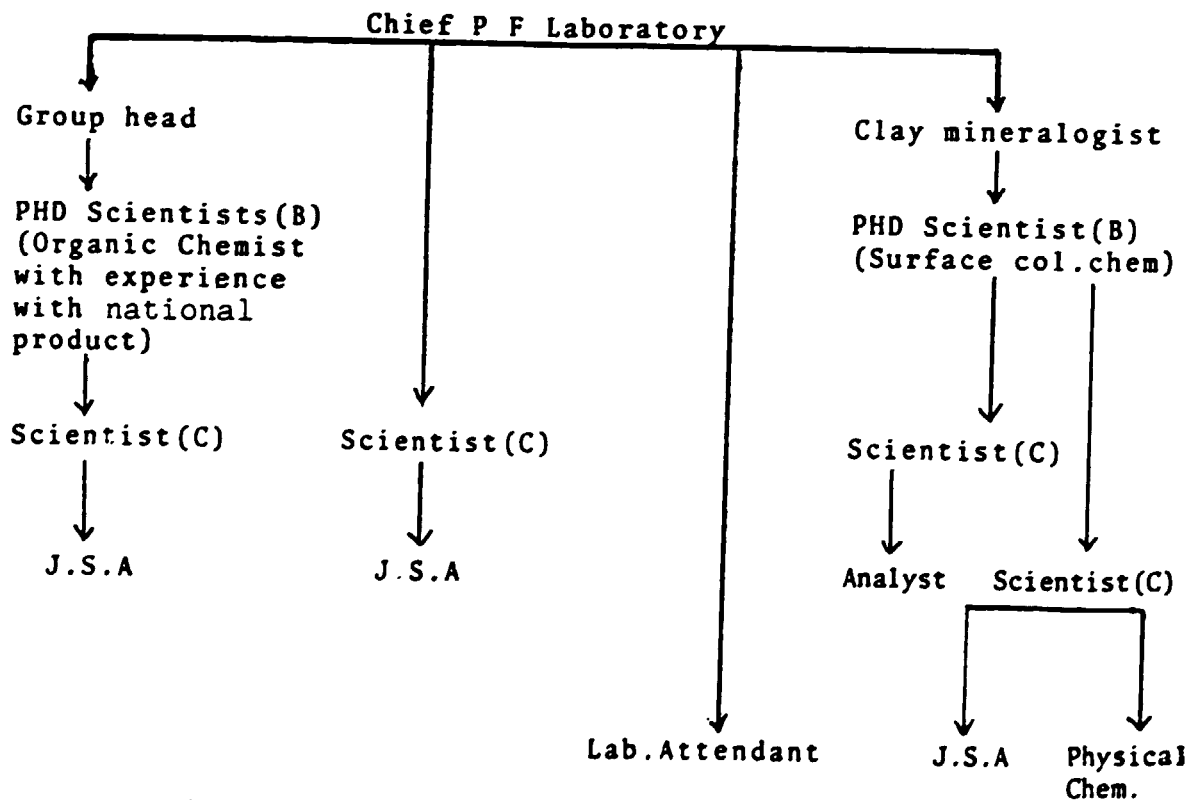 Chief P F Laboratory
Group head
Clay mineralogist
PHD Scientists(B)
(Organic Chemist
with experience
with national
product)
PHD Scientist(B)
(Surface col.chem)
Scientist(C)
Scientist(C)
Scientist(C)
J.S.A
J.S.A
Analyst
Scientist(C)
Lab.Attendant
J.S.A
Physical
Chem.